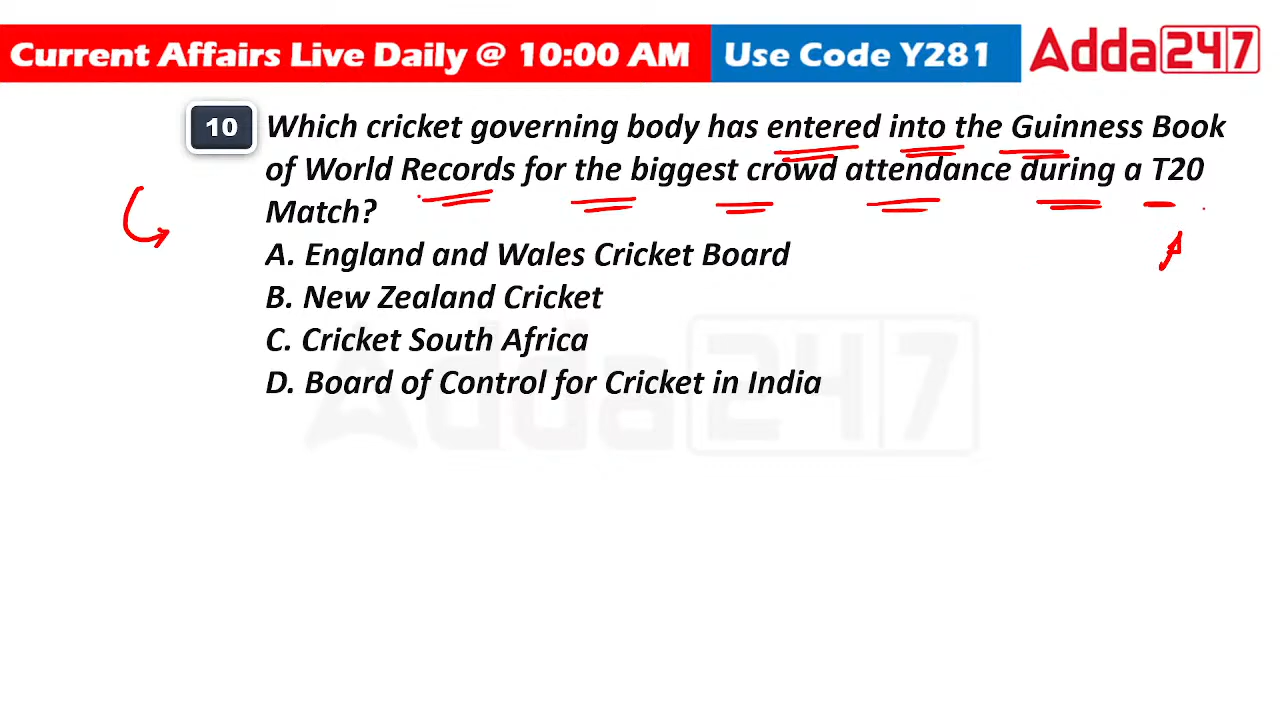 Current Affairs Live Daily @ 10:00 AM Use Code Y281 Adda247
10 Which cricket governing body has entered into the Guinness Book
of World Records for the biggest crowd attendance during a T20
Match?
A. England and Wales Cricket Board
B. New Zealand Cricket
C. Cricket South Africa
D. Board of Control for Cricket in India
Adda247